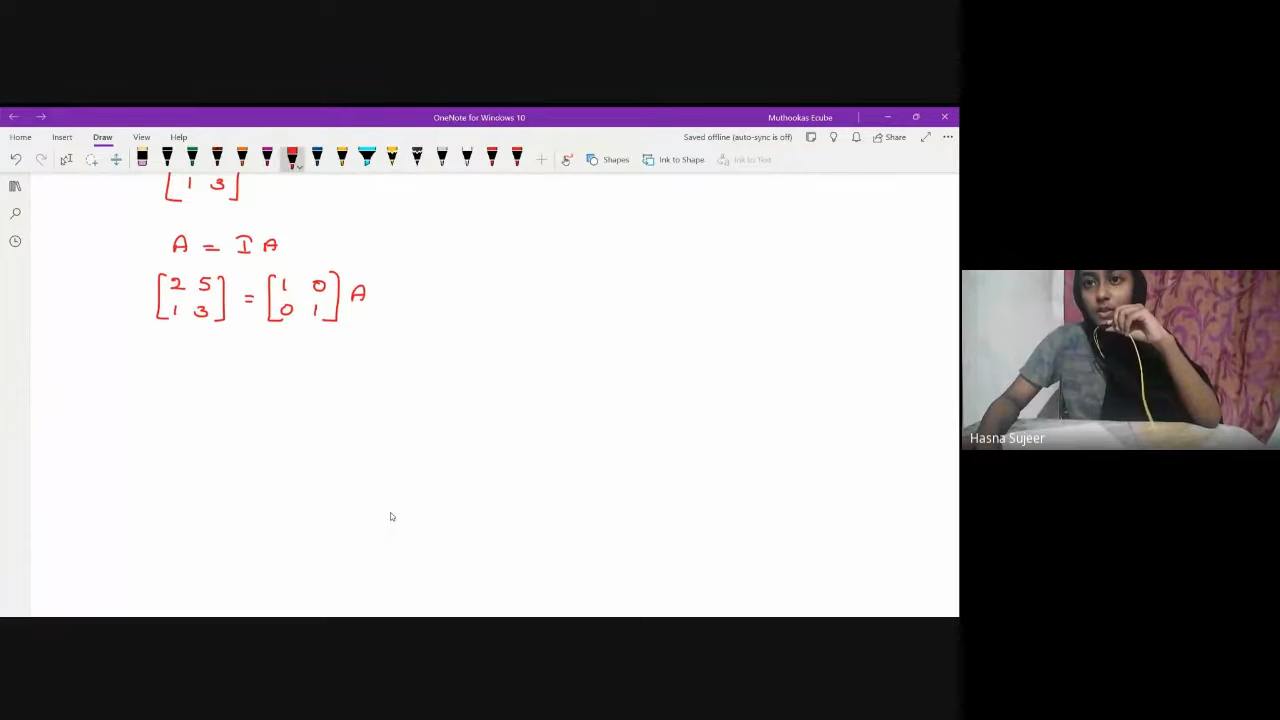 OneNote for Windows 10
Muthookas Ecube
Home Insert Draw View Help
Saved offline (auto-sync is off)
Share
Shapes
Ink to Shape
Ink to Text
1 3
A = I A
[2 5] = [1 0] A
[1 3] [0 1]
Hasna Sujeer